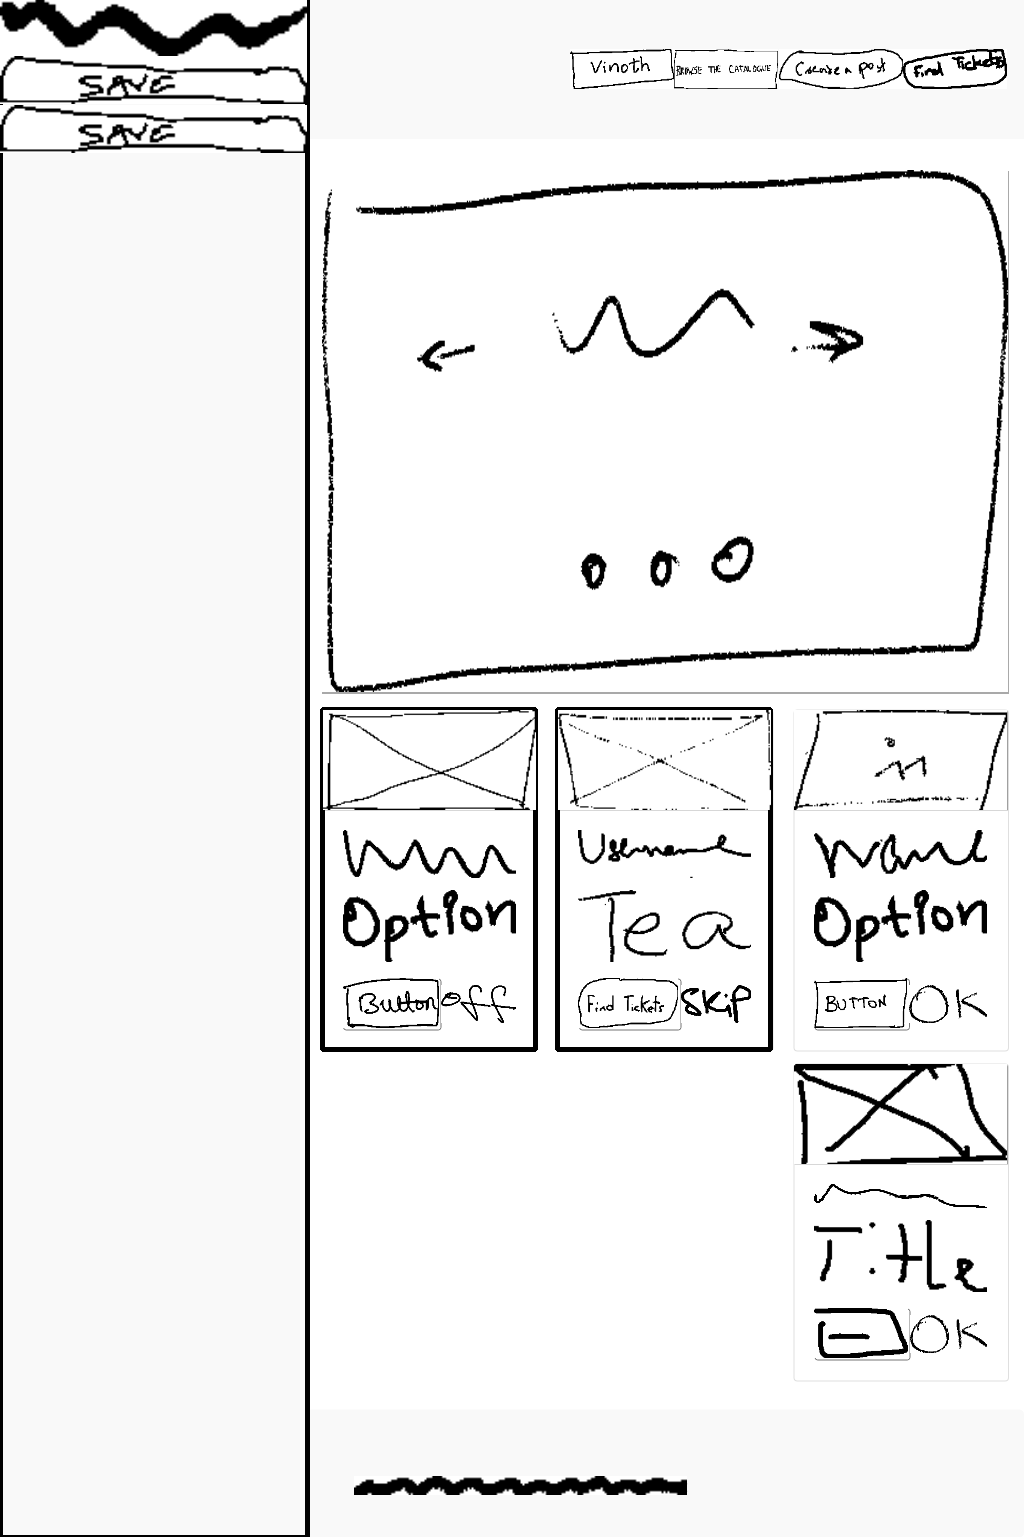 SAVE
SAVE
Vinoth
BROWSE THE CATALOGUE
Create a post
Find Tickets
Option
Button off
Username
Tea
Find Tickets SKIP
Name
Option
BUTTON OK
Title
OK